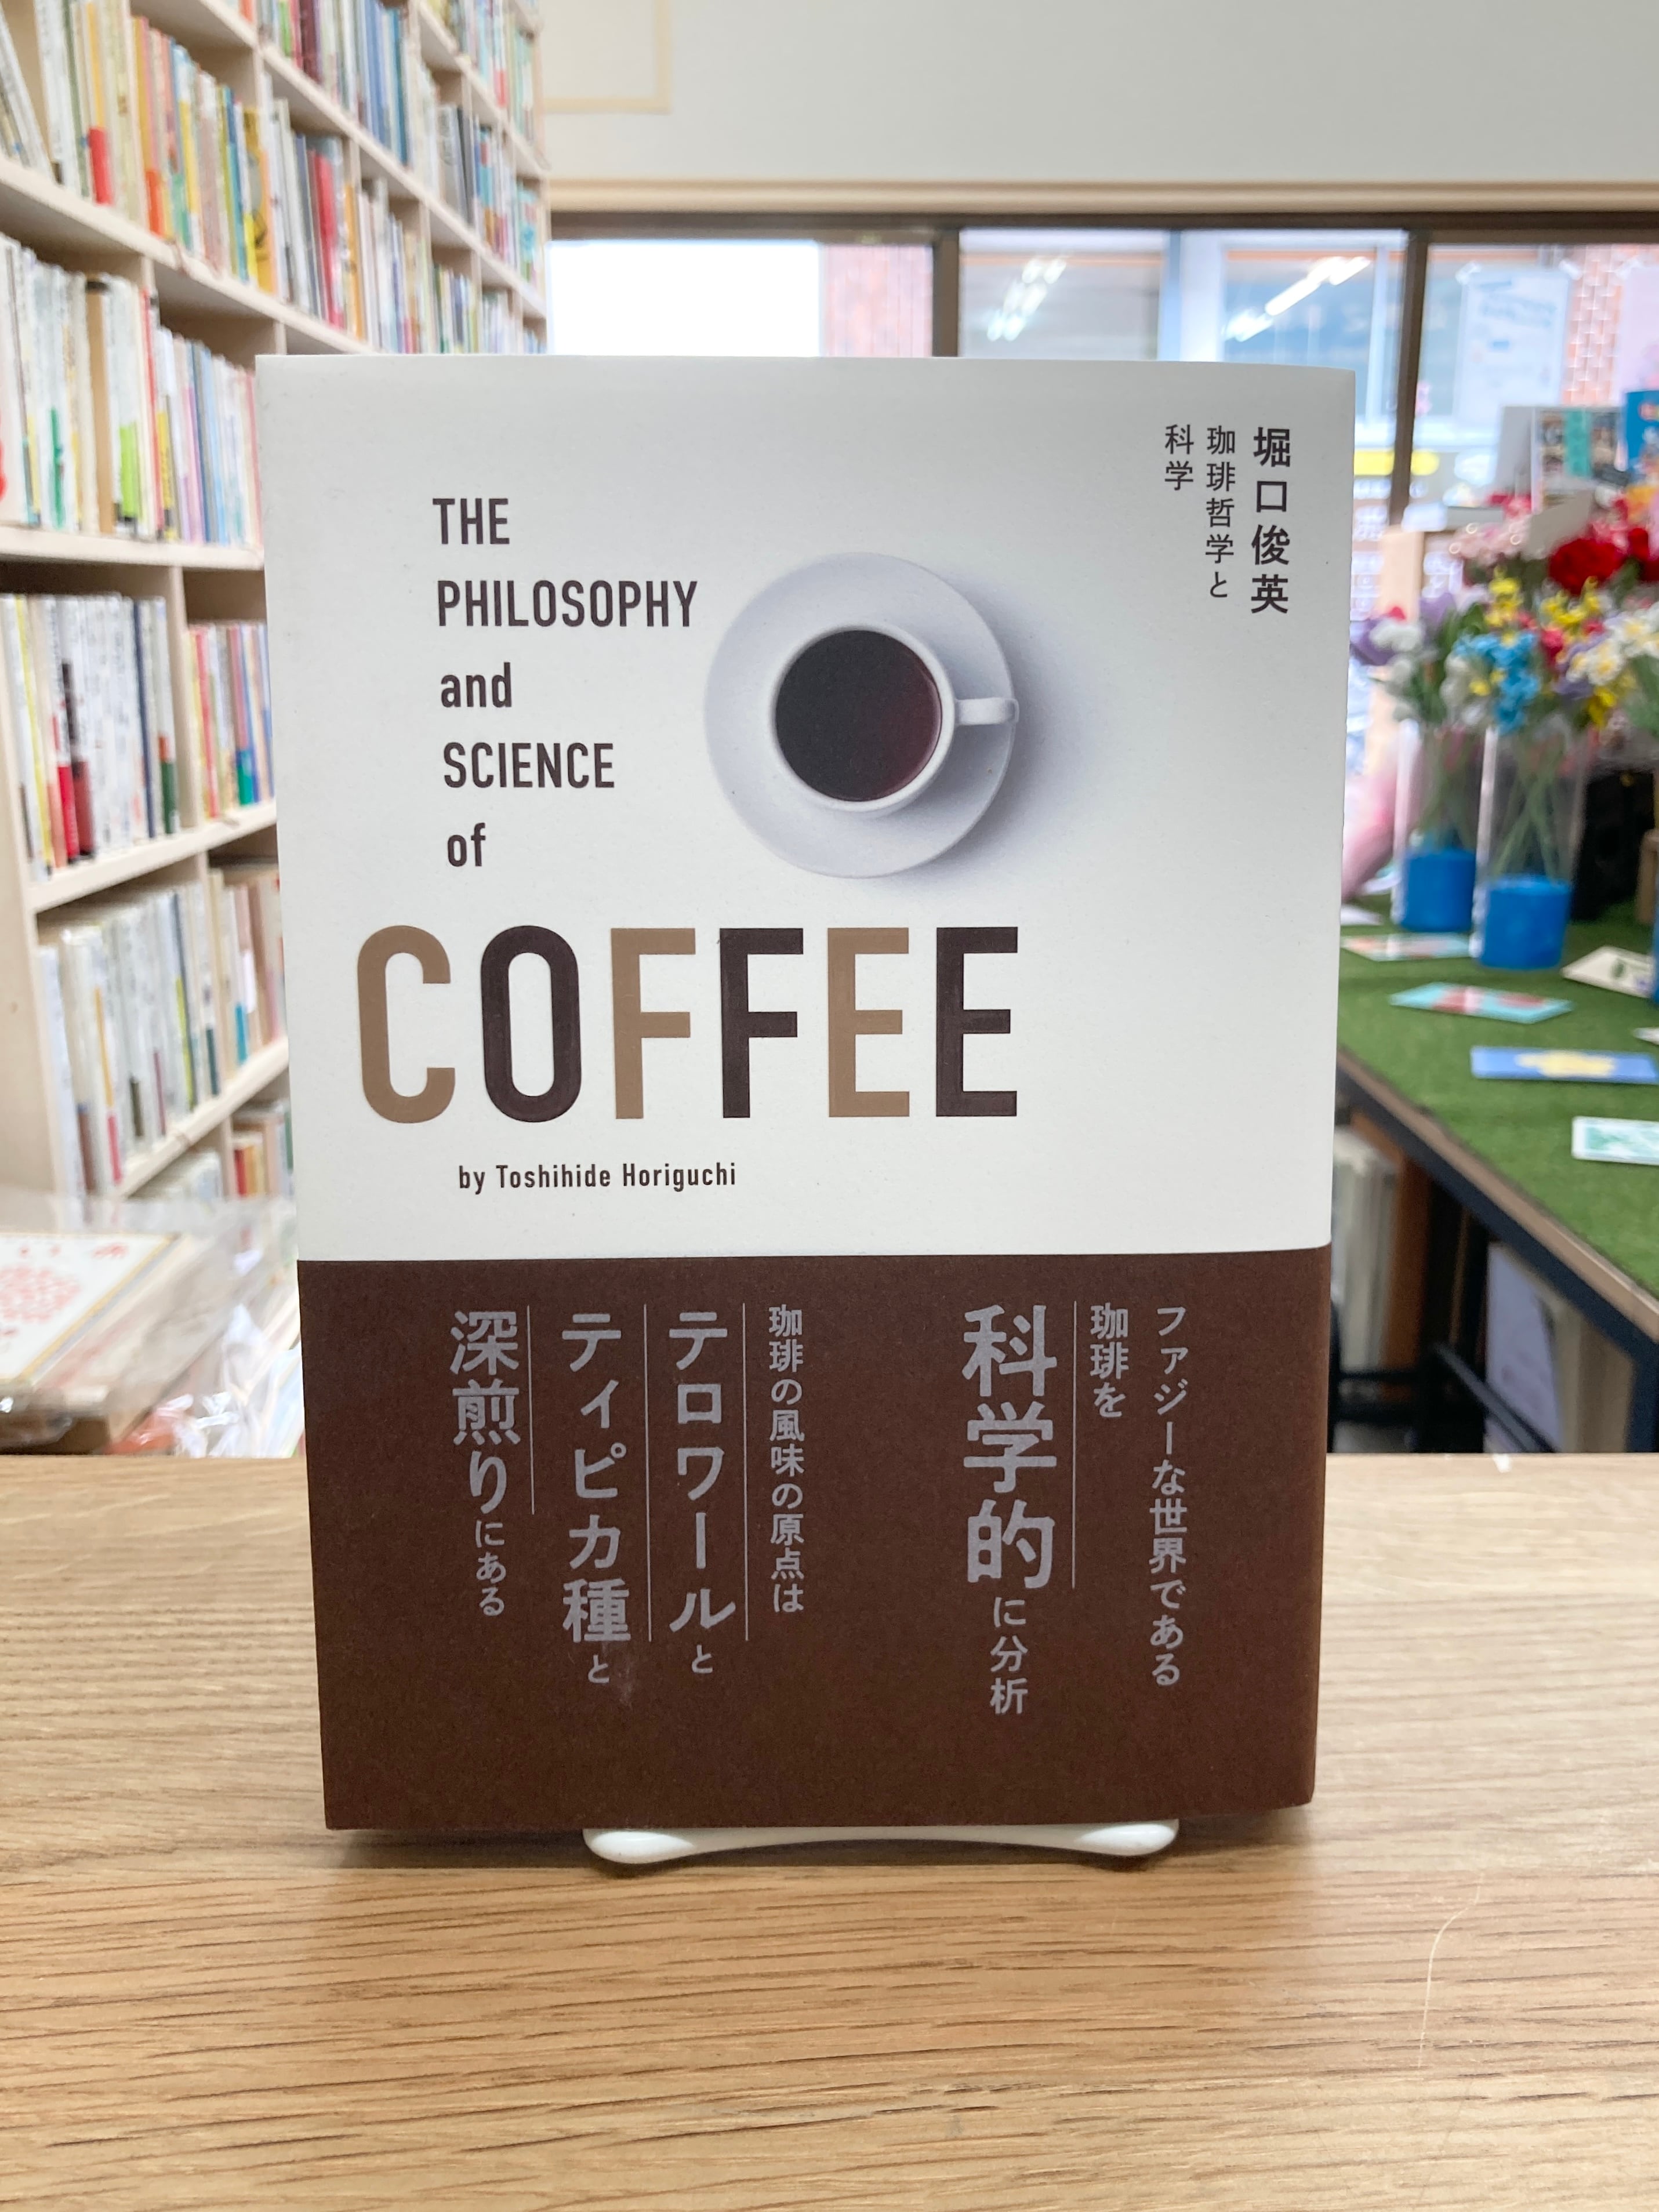 堀口俊英
珈琲哲学と
科学
THE
PHILOSOPHY
and
SCIENCE
of
COFFEE
by Toshihide Horiguchi
ファジーな世界である
珈琲を
科学的に分析
珈琲の風味の原点は
テロワールと
ティピカ種と
深煎りにある